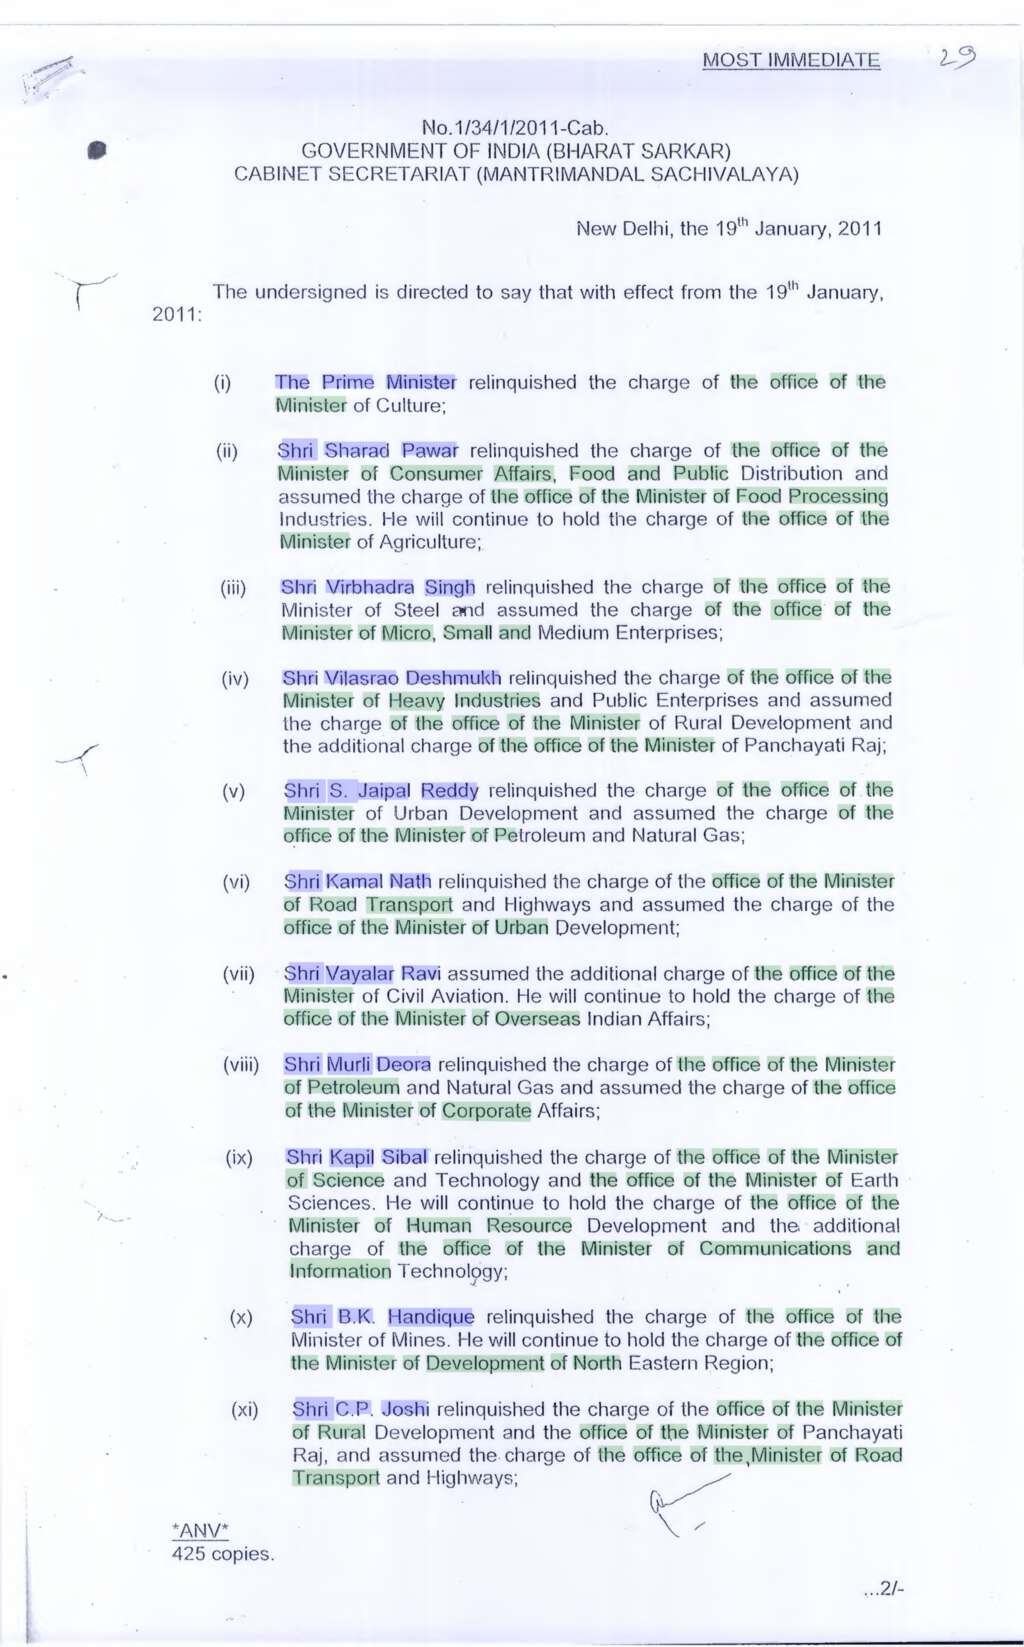 MOST IMMEDIATE 29
No.1/34/1/2011-Cab.
GOVERNMENT OF INDIA (BHARAT SARKAR)
CABINET SECRETARIAT (MANTRIMANDAL SACHIVALAYA)
New Delhi, the 19th January, 2011
The undersigned is directed to say that with effect from the 19th January,
2011:
(i) The Prime Minister relinquished the charge of the office of the
Minister of Culture;
(ii) Shri Sharad Pawar relinquished the charge of the office of the
Minister of Consumer Affairs, Food and Public Distribution and
assumed the charge of the office of the Minister of Food Processing
Industries. He will continue to hold the charge of the office of the
Minister of Agriculture;
(iii) Shri Virbhadra Singh relinquished the charge of the office of the
Minister of Steel and assumed the charge of the office of the
Minister of Micro, Small and Medium Enterprises;
(iv) Shri Vilasrao Deshmukh relinquished the charge of the office of the
Minister of Heavy Industries and Public Enterprises and assumed
the charge of the office of the Minister of Rural Development and
the additional charge of the office of the Minister of Panchayati Raj;
(v) Shri S. Jaipal Reddy relinquished the charge of the office of the
Minister of Urban Development and assumed the charge of the
office of the Minister of Petroleum and Natural Gas;
(vi) Shri Kamal Nath relinquished the charge of the office of the Minister
of Road Transport and Highways and assumed the charge of the
office of the Minister of Urban Development;
(vii) Shri Vayalar Ravi assumed the additional charge of the office of the
Minister of Civil Aviation. He will continue to hold the charge of the
office of the Minister of Overseas Indian Affairs;
(viii) Shri Murli Deora relinquished the charge of the office of the Minister
of Petroleum and Natural Gas and assumed the charge of the office
of the Minister of Corporate Affairs;
(ix) Shri Kapil Sibal relinquished the charge of the office of the Minister
of Science and Technology and the office of the Minister of Earth
Sciences. He will continue to hold the charge of the office of the
Minister of Human Resource Development and the additional
charge of the office of the Minister of Communications and
Information Technology;
(x) Shri B.K. Handique relinquished the charge of the office of the
Minister of Mines. He will continue to hold the charge of the office of
the Minister of Development of North Eastern Region;
(xi) Shri C.P. Joshi relinquished the charge of the office of the Minister
of Rural Development and the office of the Minister of Panchayati
Raj, and assumed the charge of the office of the Minister of Road
Transport and Highways;
*ANV*
425 copies.
...2/-